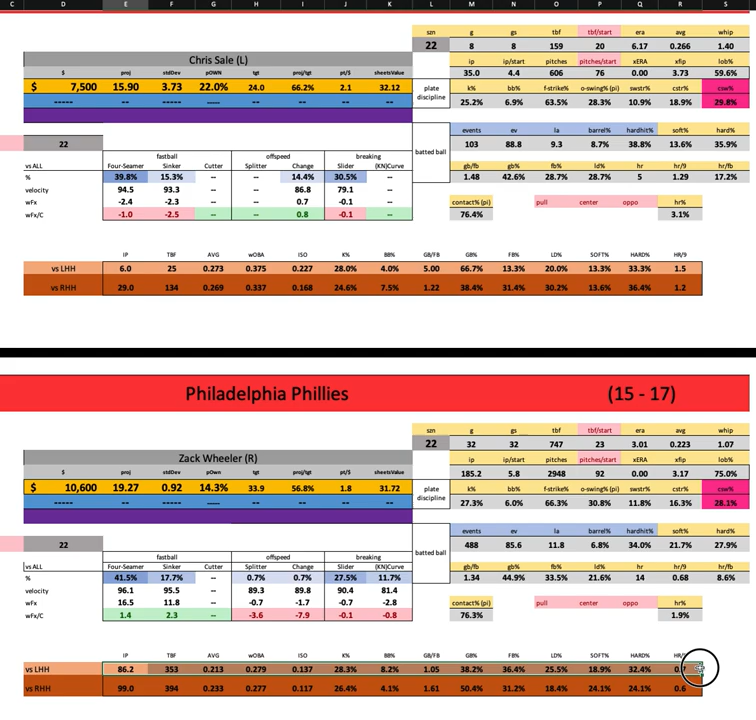 C D E F G H I J K L M N O P Q R S
szn g gs tbf tbf/start era avg whip
22 8 8 159 20 6.17 0.266 1.40
Chris Sale (L) ip ip/start pitches pitches/start xERA xfip lob%
$ proj stdDev pOWN tgt proj/tgt pt/$ sheetsValue 35.0 4.4 606 76 0.00 3.73 59.6%
$ 7,500 15.90 3.73 22.0% 24.0 66.2% 2.1 32.12 plate discipline k% bb% f-strike% o-swing% (pi) swstr% cstr% csw%
----- -- ----- -- -- -- -- -- 25.2% 6.9% 63.5% 28.3% 10.9% 18.9% 29.8%
events ev la barrel% hardhit% soft% hard%
22 batted ball 103 88.8 9.3 8.7% 38.8% 13.6% 35.9%
fastball offspeed breaking
vs ALL Four-Seamer Sinker Cutter Splitter Change Slider (KN)Curve gb/fb gb% fb% ld% hr hr/9 hr/fb
% 39.8% 15.3% -- -- 14.4% 30.5% -- 1.48 42.6% 28.7% 28.7% 5 1.29 17.2%
velocity 94.5 93.3 -- -- 86.8 79.1 --
wFx -2.4 -2.3 -- -- 0.7 -0.1 -- contact% (pi) pull center oppo hr%
wFx/C -1.0 -2.5 -- -- 0.8 -0.1 -- 76.4% 3.1%
IP TBF AVG wOBA ISO K% BB% GB/FB GB% FB% LD% SOFT% HARD% HR/9
vs LHH 6.0 25 0.273 0.375 0.227 28.0% 4.0% 5.00 66.7% 13.3% 20.0% 13.3% 33.3% 1.5
vs RHH 29.0 134 0.269 0.337 0.168 24.6% 7.5% 1.22 38.4% 31.4% 30.2% 13.6% 36.4% 1.2
Philadelphia Phillies (15 - 17)
szn g gs tbf tbf/start era avg whip
22 32 32 747 23 3.01 0.223 1.07
Zack Wheeler (R) ip ip/start pitches pitches/start xERA xfip lob%
$ proj stdDev pOwn tgt proj/tgt pt/$ sheetsValue 185.2 5.8 2948 92 0.00 3.17 75.0%
$ 10,600 19.27 0.92 14.3% 33.9 56.8% 1.8 31.72 plate discipline k% bb% f-strike% o-swing% (pi) swstr% cstr% csw%
----- -- ----- -- -- -- -- -- 27.3% 6.0% 66.3% 30.8% 11.8% 16.3% 28.1%
events ev la barrel% hardhit% soft% hard%
22 batted ball 488 85.6 11.8 6.8% 34.0% 21.7% 27.9%
fastball offspeed breaking
vs ALL Four-Seamer Sinker Cutter Splitter Change Slider (KN)Curve gb/fb gb% fb% ld% hr hr/9 hr/fb
% 41.5% 17.7% -- 0.7% 0.7% 27.5% 11.7% 1.34 44.9% 33.5% 21.6% 14 0.68 8.6%
velocity 96.1 95.5 -- 89.3 89.8 90.4 81.4
wFx 16.5 11.8 -- -0.7 -1.7 -0.7 -2.8 contact% (pi) pull center oppo hr%
wFx/C 1.4 2.3 -- -3.6 -7.9 -0.1 -0.8 76.3% 1.9%
IP TBF AVG wOBA ISO K% BB% GB/FB GB% FB% LD% SOFT% HARD% HR/9
vs LHH 86.2 353 0.213 0.279 0.137 28.3% 8.2% 1.05 38.2% 36.4% 25.5% 18.9% 32.4%
vs RHH 99.0 394 0.233 0.277 0.117 26.4% 4.1% 1.61 50.4% 31.2% 18.4% 24.1% 24.1% 0.6